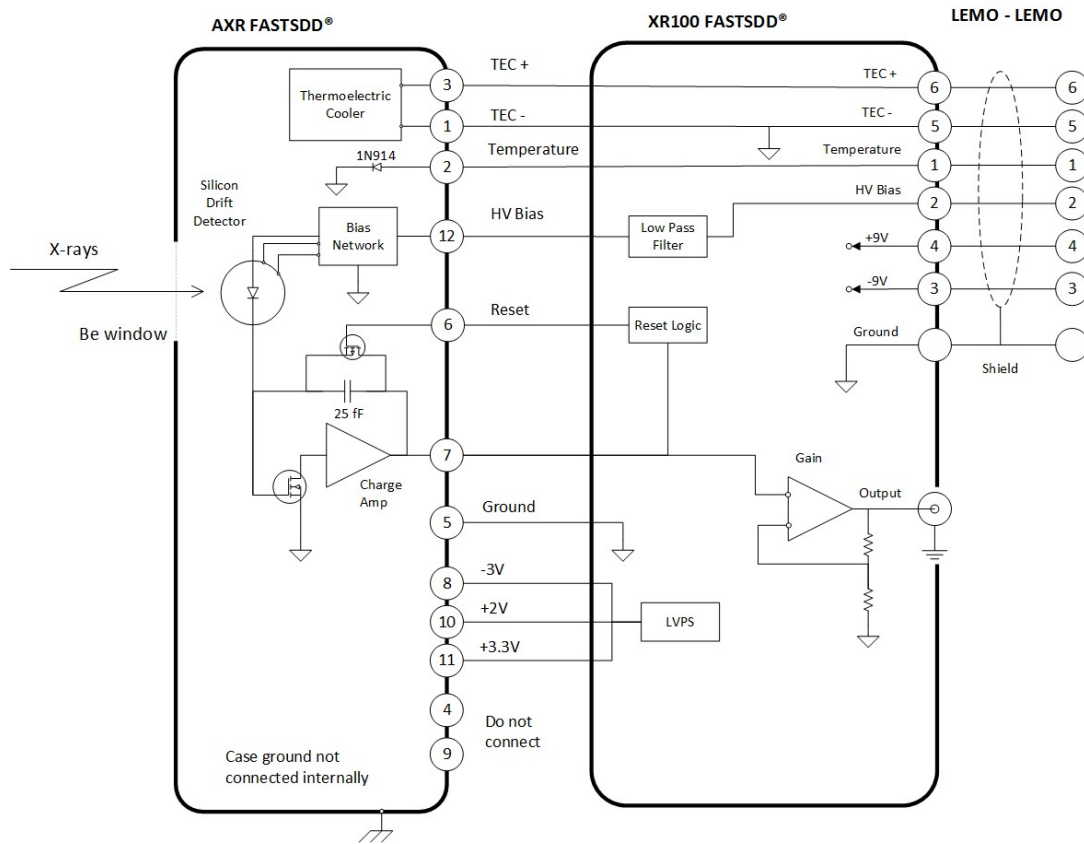 AXR FASTSDD®
XR100 FASTSDD®
LEMO - LEMO
Thermoelectric
Cooler
3
TEC +
TEC +
6
6
1
TEC -
TEC -
5
5
1N914
2
Temperature
Temperature
1
1
Silicon
Drift
Detector
Bias
Network
12
HV Bias
Low Pass
Filter
HV Bias
2
2
+9V
4
4
-9V
3
3
X-rays
Be window
6
Reset
Reset Logic
Ground
Shield
25 fF
Charge
Amp
7
Gain
Output
5
Ground
8
-3V
10
+2V
LVPS
11
+3.3V
4
9
Do not
connect
Case ground not
connected internally